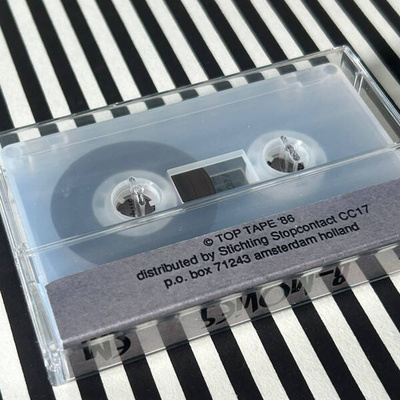 © TOP TAPE '86
distributed by Stichting Stopcontact CC17
p.o. box 71243 amsterdam holland